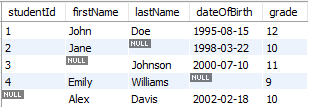 studentId firstName lastName dateOfBirth grade
1 John Doe 1995-08-15 12
2 Jane NULL 1998-03-22 10
3 NULL Johnson 2000-07-10 11
4 Emily Williams NULL 9
NULL Alex Davis 2002-02-18 10